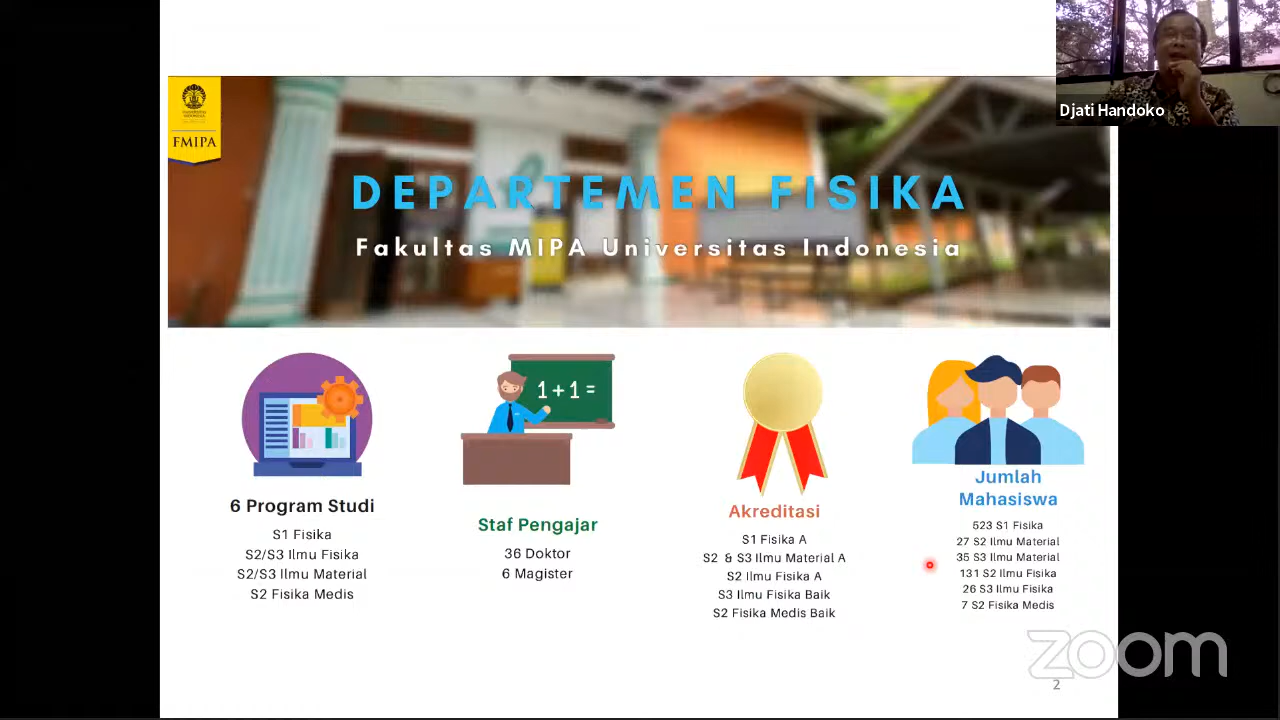 Djati Handoko
FMIPA
DEPARTEMEN FISIKA
Fakultas MIPA Universitas Indonesia
1+1=
6 Program Studi
S1 Fisika
S2/S3 Ilmu Fisika
S2/S3 Ilmu Material
S2 Fisika Medis
Staf Pengajar
36 Doktor
6 Magister
Akreditasi
S1 Fisika A
S2 & S3 Ilmu Material A
S2 Ilmu Fisika A
S3 Ilmu Fisika Baik
S2 Fisika Medis Baik
Jumlah
Mahasiswa
523 S1 Fisika
27 S2 Ilmu Material
35 S3 Ilmu Material
131 S2 Ilmu Fisika
26 S3 Ilmu Fisika
7 S2 Fisika Medis
zoom
2